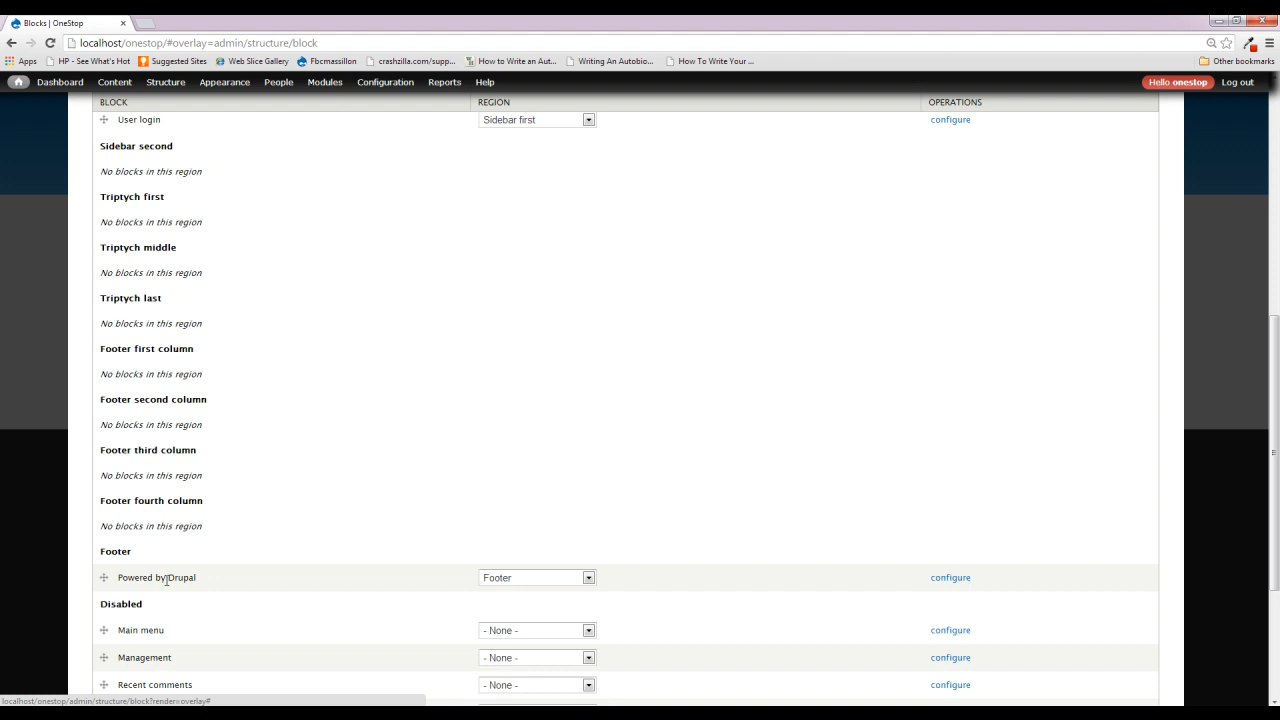 Blocks | OneStop
localhost/onestop/#overlay=admin/structure/block
Apps HP - See What's Hot Suggested Sites Web Slice Gallery Fbcmassillon crashzilla.com/supp... How to Write an Aut... Writing An Autobio... How To Write Your ... Other bookmarks
Dashboard Content Structure Appearance People Modules Configuration Reports Help Hello onestop Log out
BLOCK REGION OPERATIONS
User login Sidebar first configure
Sidebar second
No blocks in this region
Triptych first
No blocks in this region
Triptych middle
No blocks in this region
Triptych last
No blocks in this region
Footer first column
No blocks in this region
Footer second column
No blocks in this region
Footer third column
No blocks in this region
Footer fourth column
No blocks in this region
Footer
Powered by Drupal Footer configure
Disabled
Main menu - None - configure
Management - None - configure
Recent comments - None - configure
localhost/onestop/admin/structure/block?render=overlay#